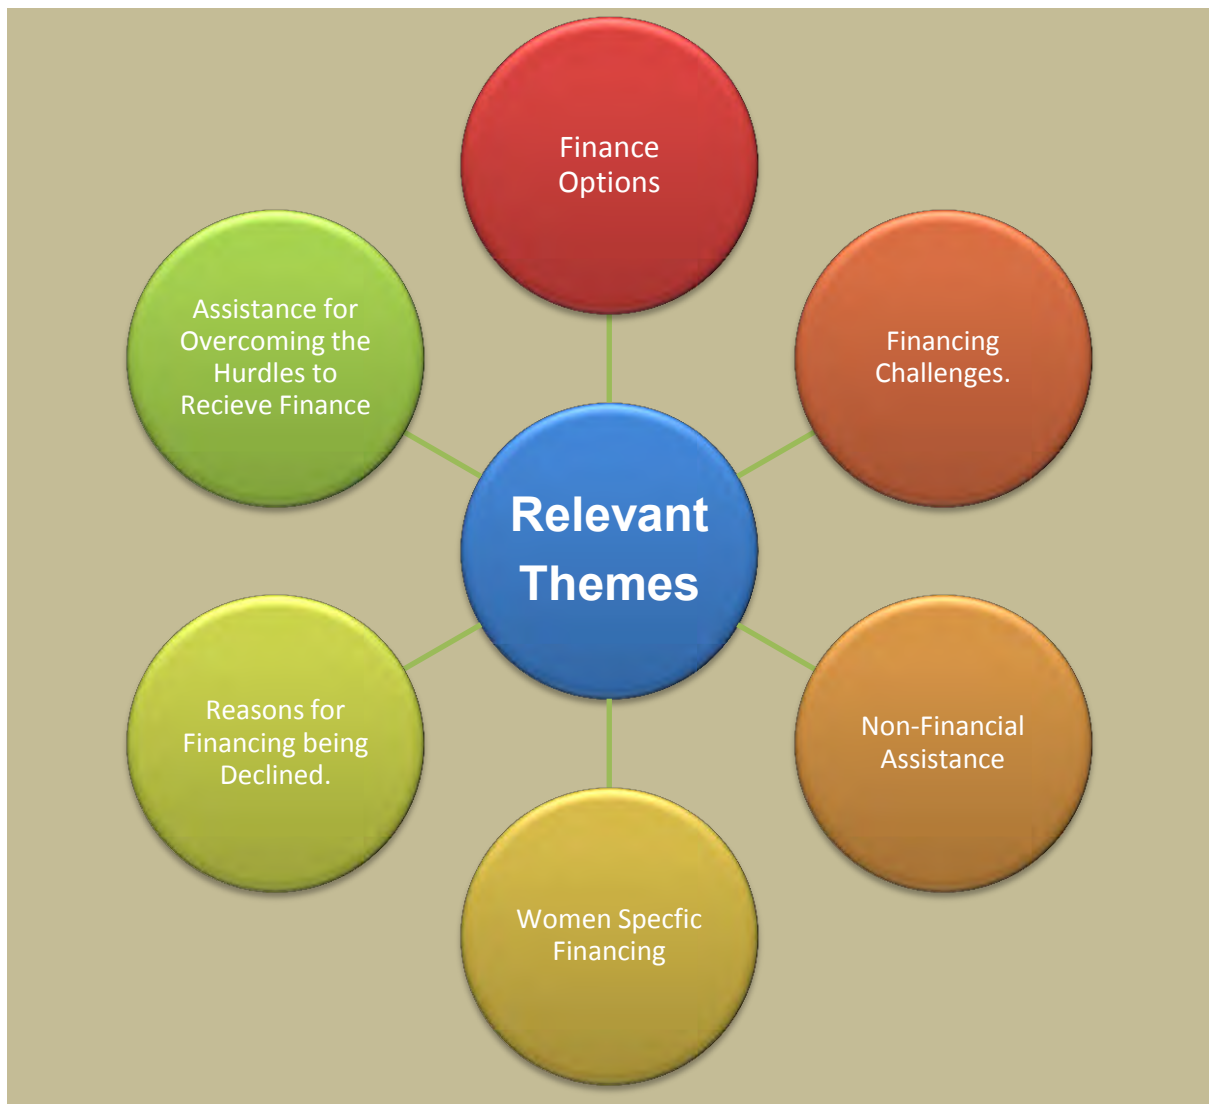 Finance
Options
Assistance for
Overcoming the
Hurdles to
Recieve Finance
Financing
Challenges.
Relevant
Themes
Reasons for
Financing being
Declined.
Non-Financial
Assistance
Women Specfic
Financing